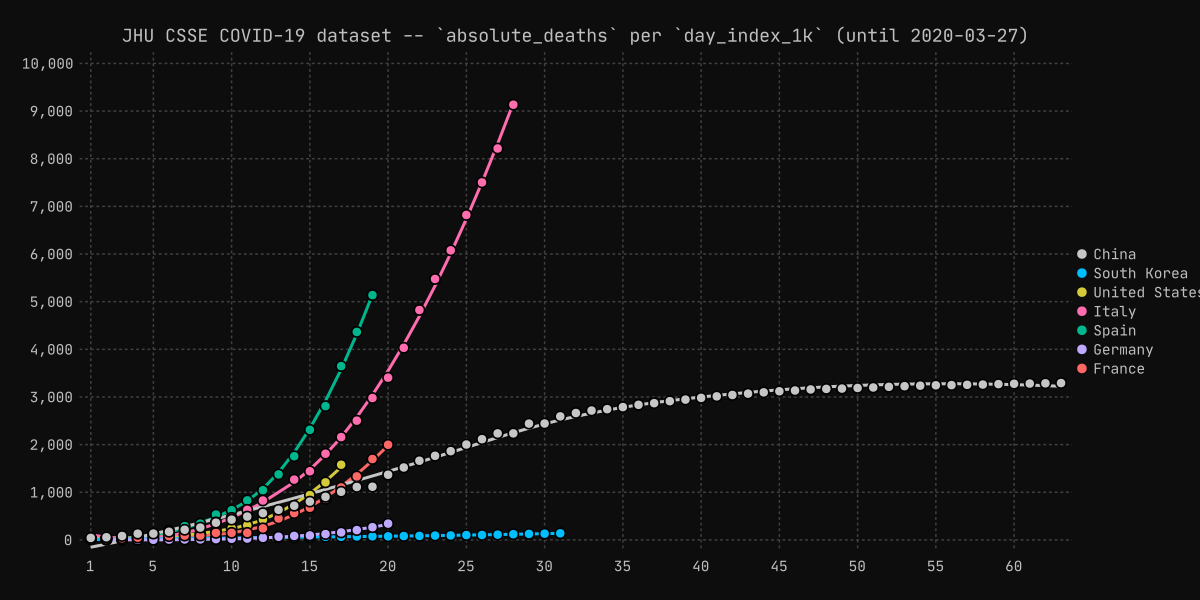 JHU CSSE COVID-19 dataset -- `absolute_deaths` per `day_index_1k` (until 2020-03-27)
10,000
9,000
8,000
7,000
6,000
5,000
4,000
3,000
2,000
1,000
0
1 5 10 15 20 25 30 35 40 45 50 55 60
China
South Korea
United States
Italy
Spain
Germany
France